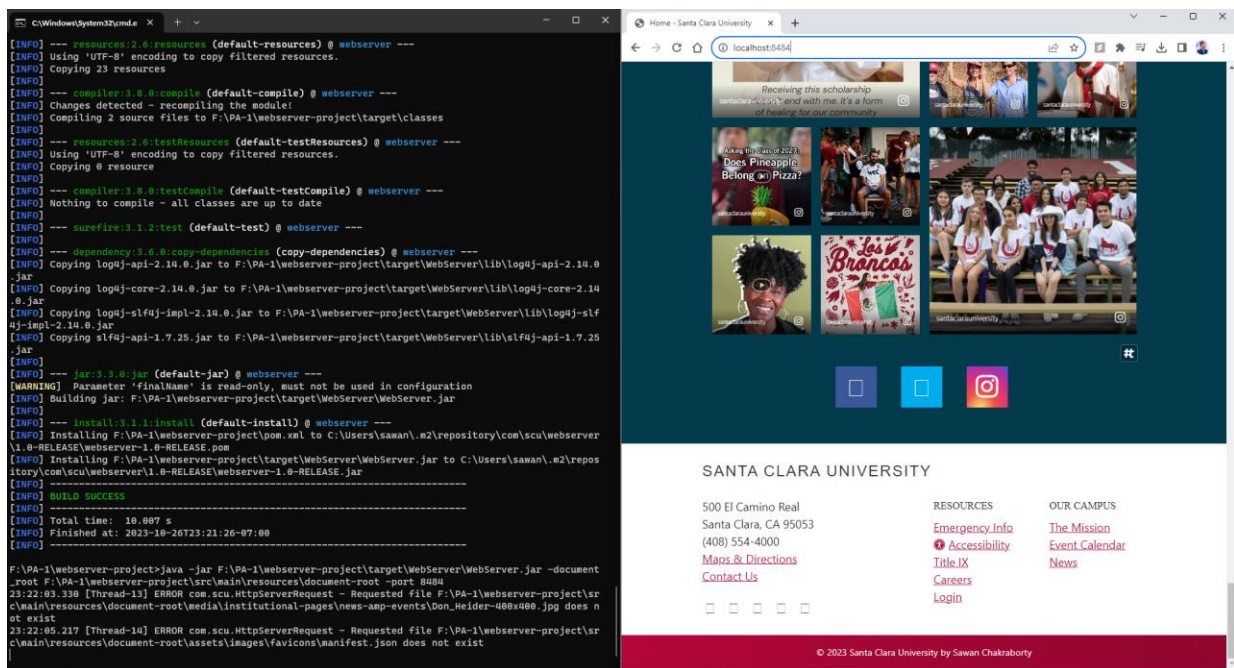 C:\Windows\System32\cmd.e
[INFO] --- resources:2.6:resources (default-resources) @ webserver ---
[INFO] Using 'UTF-8' encoding to copy filtered resources.
[INFO] Copying 23 resources
[INFO]
[INFO] --- compiler:3.8.0:compile (default-compile) @ webserver ---
[INFO] Changes detected - recompiling the module!
[INFO] Compiling 2 source files to F:\PA-1\webserver-project\target\classes
[INFO]
[INFO] --- resources:2.6:testResources (default-testResources) @ webserver ---
[INFO] Using 'UTF-8' encoding to copy filtered resources.
[INFO] Copying 0 resource
[INFO]
[INFO] --- compiler:3.8.0:testCompile (default-testCompile) @ webserver ---
[INFO] Nothing to compile - all classes are up to date
[INFO]
[INFO] --- surefire:3.1.2:test (default-test) @ webserver ---
[INFO]
[INFO] --- dependency:3.6.0:copy-dependencies (copy-dependencies) @ webserver ---
[INFO] Copying log4j-api-2.14.0.jar to F:\PA-1\webserver-project\target\WebServer\lib\log4j-api-2.14.0
.jar
[INFO] Copying log4j-core-2.14.0.jar to F:\PA-1\webserver-project\target\WebServer\lib\log4j-core-2.14
.0.jar
[INFO] Copying log4j-slf4j-impl-2.14.0.jar to F:\PA-1\webserver-project\target\WebServer\lib\log4j-slf
4j-impl-2.14.0.jar
[INFO] Copying slf4j-api-1.7.25.jar to F:\PA-1\webserver-project\target\WebServer\lib\slf4j-api-1.7.25
.jar
[INFO]
[INFO] --- jar:3.3.0:jar (default-jar) @ webserver ---
[WARNING]  Parameter 'finalName' is read-only, must not be used in configuration
[INFO] Building jar: F:\PA-1\webserver-project\target\WebServer\WebServer.jar
[INFO]
[INFO] --- install:3.1.1:install (default-install) @ webserver ---
[INFO] Installing F:\PA-1\webserver-project\pom.xml to C:\Users\sawan\.m2\repository\com\scu\webserver
\1.0-RELEASE\webserver-1.0-RELEASE.pom
[INFO] Installing F:\PA-1\webserver-project\target\WebServer\WebServer.jar to C:\Users\sawan\.m2\repos
itory\com\scu\webserver\1.0-RELEASE\webserver-1.0-RELEASE.jar
[INFO] ------------------------------------------------------------------------
[INFO] BUILD SUCCESS
[INFO] ------------------------------------------------------------------------
[INFO] Total time:  10.007 s
[INFO] Finished at: 2023-10-26T23:21:26-07:00
[INFO] ------------------------------------------------------------------------
F:\PA-1\webserver-project>java -jar F:\PA-1\webserver-project\target\WebServer\WebServer.jar -document
_root F:\PA-1\webserver-project\src\main\resources\document-root -port 8484
23:22:03.330 [Thread-13] ERROR com.scu.HttpServerRequest - Requested file F:\PA-1\webserver-project\sr
c\main\resources\document-root\media\institutional-pages\news-amp-events\Don_Heider-400x400.jpg does n
ot exist
23:22:05.217 [Thread-14] ERROR com.scu.HttpServerRequest - Requested file F:\PA-1\webserver-project\sr
c\main\resources\document-root\assets\images\favicons\manifest.json does not exist
Home - Santa Clara University
localhost:8484
Receiving this scholarship
end with me. It's a form
of healing for our community
santaclarauniversity
santaclarauniversity
santaclarauniversity
Asking the Class of 2027:
Does Pineapple
Belong on Pizza?
santaclarauniversity
santaclarauniversity
Los
Broncos
santaclarauniversity
santaclarauniversity
santaclarauniversity
#
SANTA CLARA UNIVERSITY
500 El Camino Real
Santa Clara, CA 95053
(408) 554-4000
Maps & Directions
Contact Us
RESOURCES
Emergency Info
Accessibility
Title IX
Careers
Login
OUR CAMPUS
The Mission
Event Calendar
News
© 2023 Santa Clara University by Sawan Chakraborty